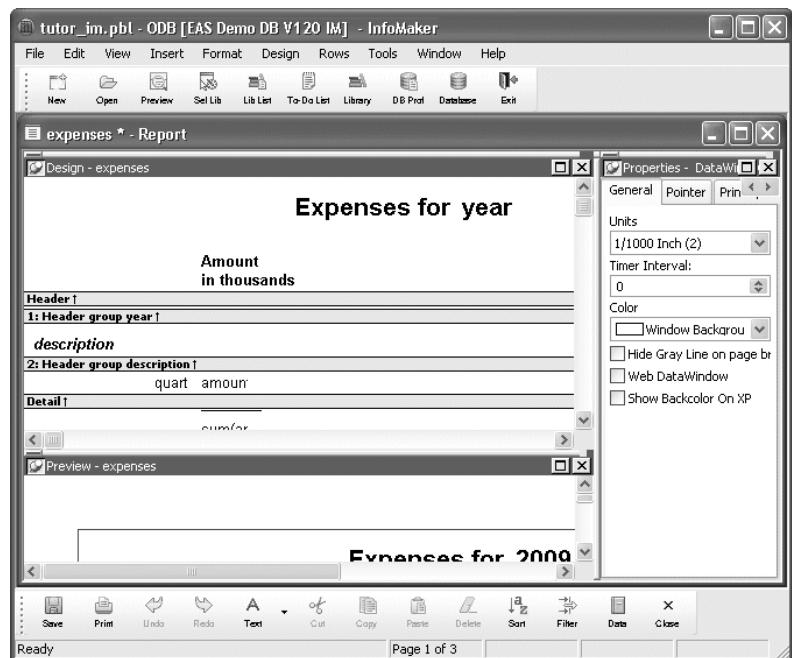 tutor_im.pbl - ODB [EAS Demo DB V120 IM] - InfoMaker
File Edit View Insert Format Design Rows Tools Window Help
New Open Preview Sel Lib Lib List To-Do List Library DB Prof Database Exit
expenses * - Report
Design - expenses
Expenses for year
Amount
in thousands
Header ↑
1: Header group year ↑
description
2: Header group description ↑
quart amoun
Detail ↑
sum(ar
Preview - expenses
Expenses for 2009
Properties - DataWi
General Pointer Prin
Units
1/1000 Inch (2)
Timer Interval:
0
Color
Window Backgrou
Hide Gray Line on page br
Web DataWindow
Show Backcolor On XP
Save Print Undo Redo Text Cut Copy Paste Delete Sort Filter Data Close
Ready Page 1 of 3